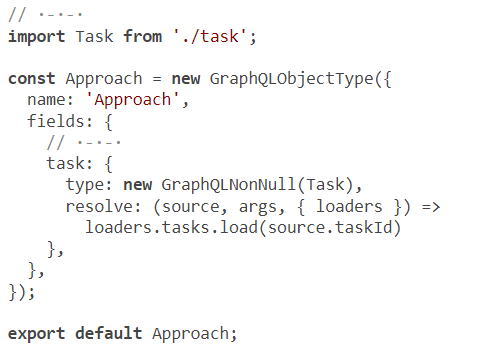 // ·-·-·
import Task from './task';
const Approach = new GraphQLObjectType({
  name: 'Approach',
  fields: {
    // ·-·-·
    task: {
      type: new GraphQLNonNull(Task),
      resolve: (source, args, { loaders }) =>
        loaders.tasks.load(source.taskId)
    },
  },
});
export default Approach;